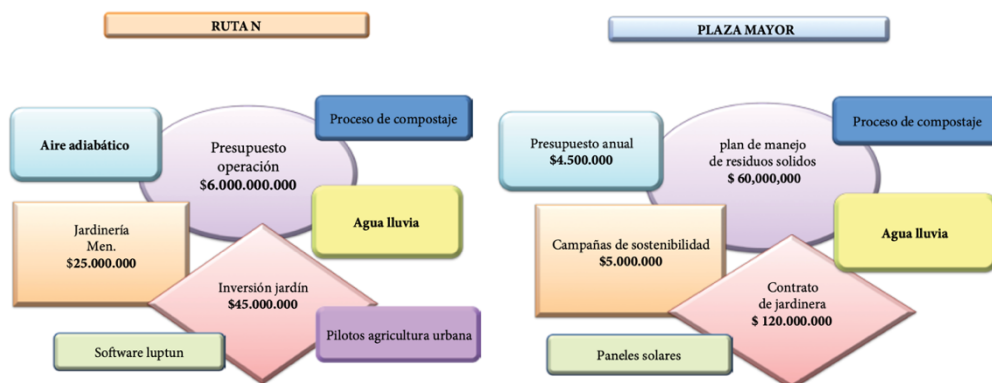 RUTA N
Aire adiabático
Presupuesto
operación
$6.000.000.000
Proceso de compostaje
Agua lluvia
Jardinería
Men.
$25.000.000
Inversión jardín
$45.000.000
Software luptun
Pilotos agricultura urbana
PLAZA MAYOR
Presupuesto anual
$4.500.000
plan de manejo
de residuos solidos
$ 60,000,000
Proceso de compostaje
Agua lluvia
Campañas de sostenibilidad
$5.000.000
Contrato
de jardinera
$ 120.000.000
Paneles solares